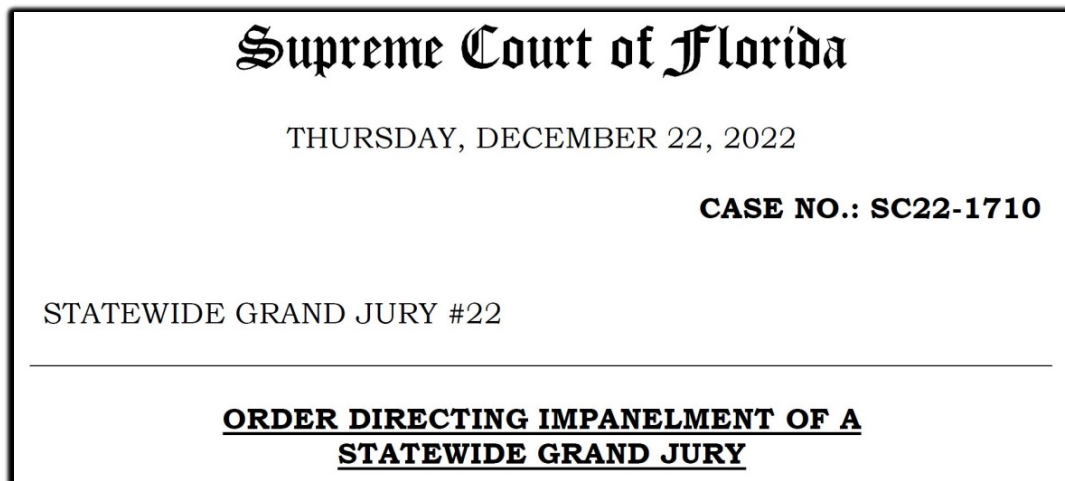 Supreme Court of Florida
THURSDAY, DECEMBER 22, 2022
CASE NO.: SC22-1710
STATEWIDE GRAND JURY #22
ORDER DIRECTING IMPANELMENT OF A
STATEWIDE GRAND JURY